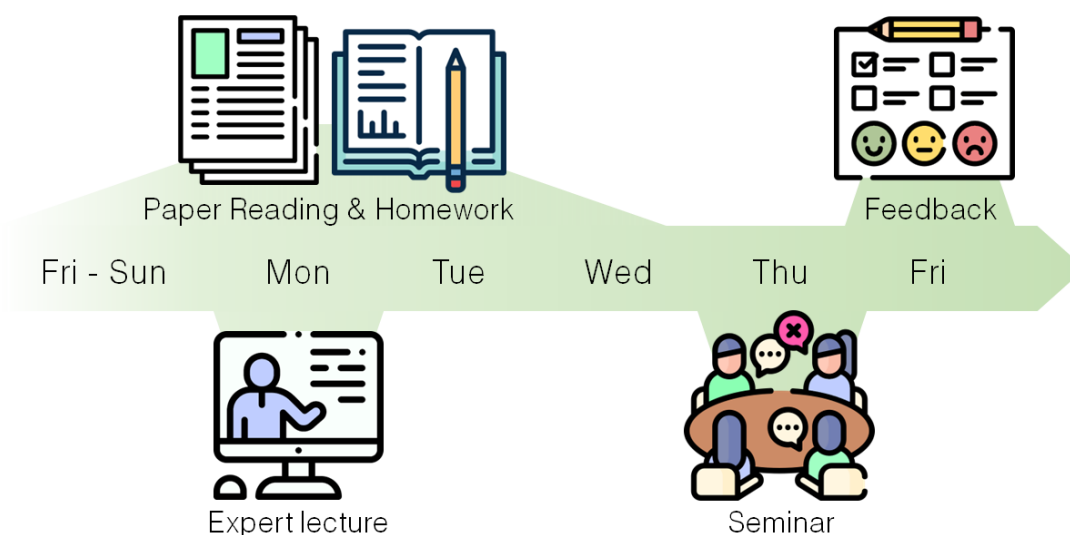 Paper Reading & Homework
Feedback
Fri - Sun
Mon
Tue
Wed
Thu
Fri
Expert lecture
Seminar